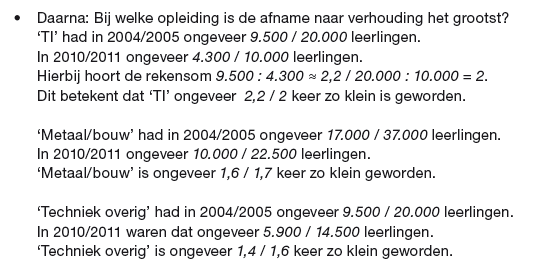 • Daarna: Bij welke opleiding is de afname naar verhouding het grootst?
‘TI’ had in 2004/2005 ongeveer 9.500 / 20.000 leerlingen.
In 2010/2011 ongeveer 4.300 / 10.000 leerlingen.
Hierbij hoort de rekensom 9.500 : 4.300 ≈ 2,2 / 20.000 : 10.000 = 2.
Dit betekent dat ‘TI’ ongeveer 2,2 / 2 keer zo klein is geworden.
‘Metaal/bouw’ had in 2004/2005 ongeveer 17.000 / 37.000 leerlingen.
In 2010/2011 ongeveer 10.000 / 22.500 leerlingen.
‘Metaal/bouw’ is ongeveer 1,6 / 1,7 keer zo klein geworden.
‘Techniek overig’ had in 2004/2005 ongeveer 9.500 / 20.000 leerlingen.
In 2010/2011 waren dat ongeveer 5.900 / 14.500 leerlingen.
‘Techniek overig’ is ongeveer 1,4 / 1,6 keer zo klein geworden.